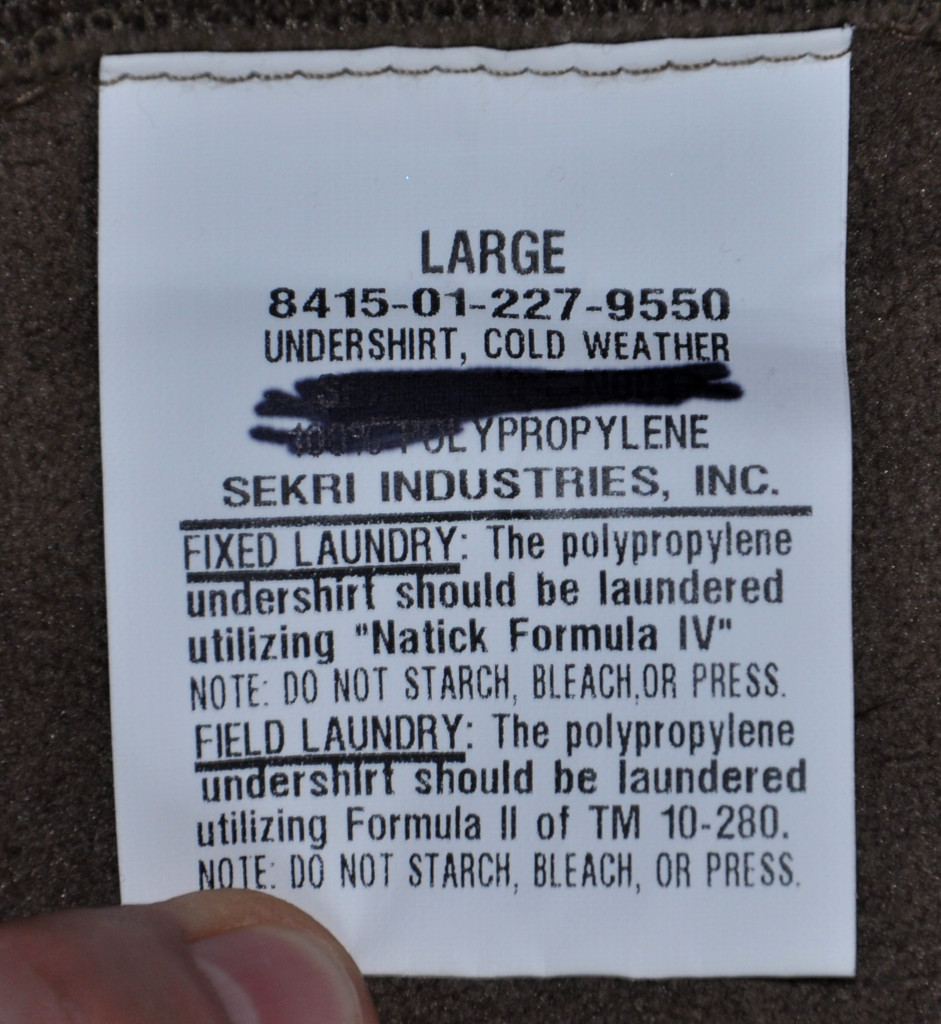 LARGE
8415-01-227-9550
UNDERSHIRT, COLD WEATHER
POLYPROPYLENE
SEKRI INDUSTRIES, INC.
FIXED LAUNDRY: The polypropylene
undershirt should be laundered
utilizing "Natick Formula IV"
NOTE: DO NOT STARCH, BLEACH,OR PRESS.
FIELD LAUNDRY: The polypropylene
undershirt should be laundered
utilizing Formula II of TM 10-280.
NOTE: DO NOT STARCH, BLEACH, OR PRESS.